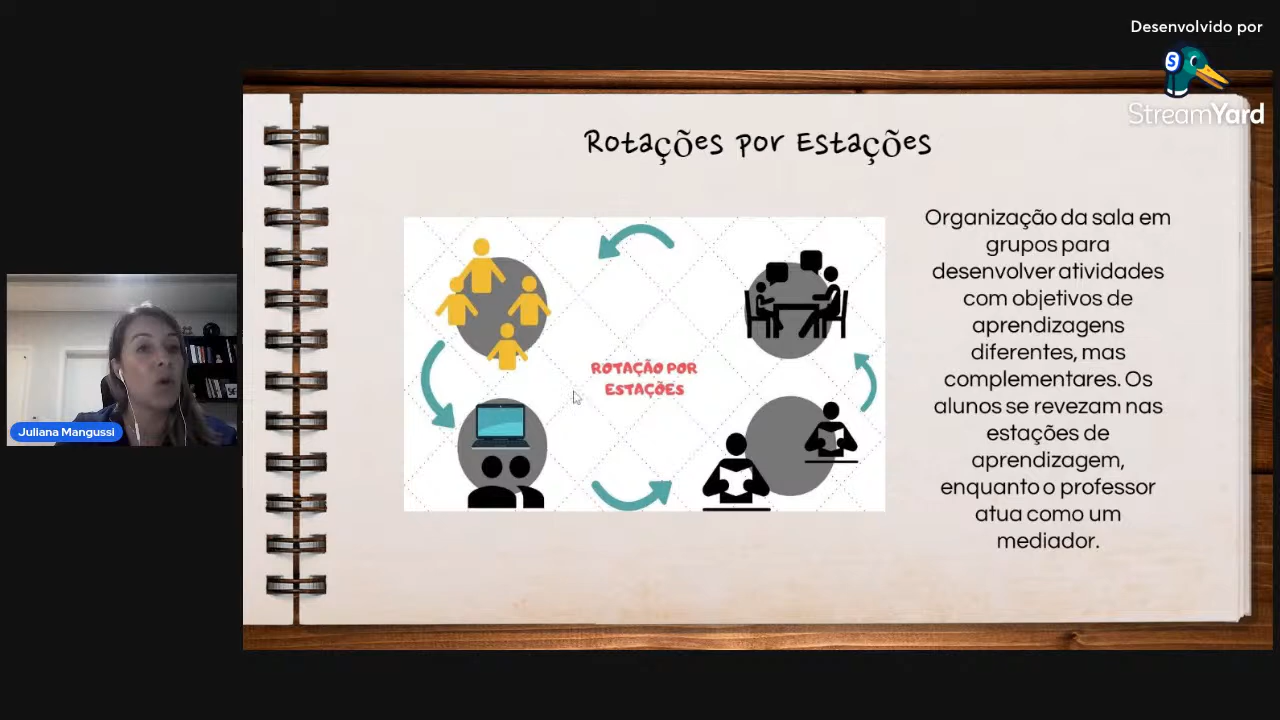 Desenvolvido por
StreamYard
Rotações por Estações
ROTAÇÃO POR
ESTAÇÕES
Organização da sala em
grupos para
desenvolver atividades
com objetivos de
aprendizagens
diferentes, mas
complementares. Os
alunos se revezam nas
estações de
aprendizagem,
enquanto o professor
atua como um
mediador.
Juliana Mangussi